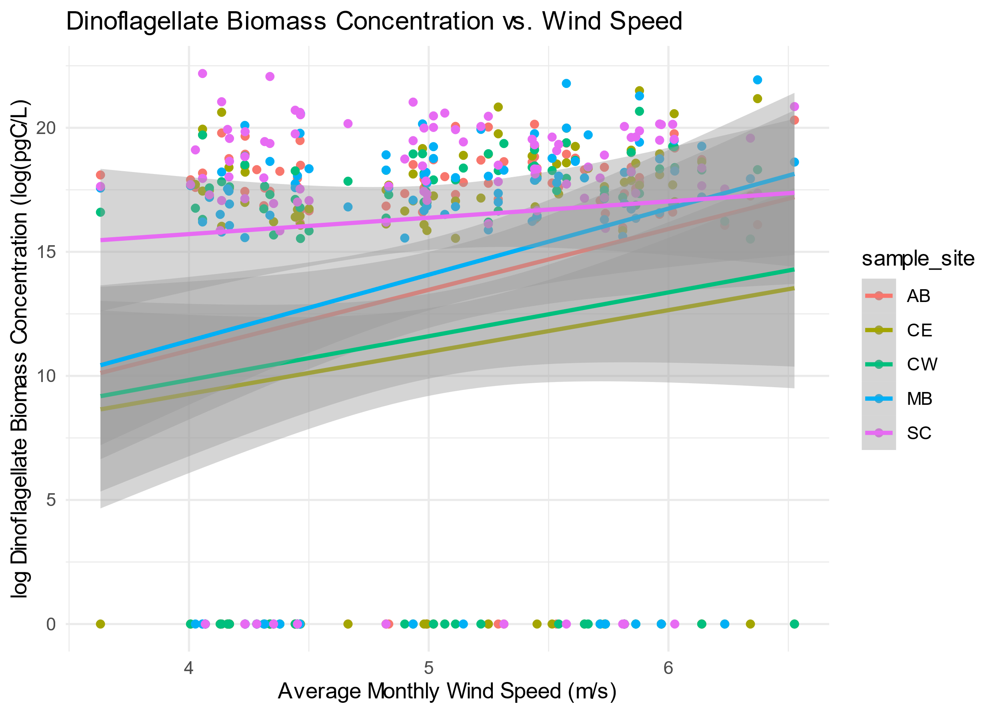 Dinoflagellate Biomass Concentration vs. Wind Speed
log Dinoflagellate Biomass Concentration (log(pgC/L)
20
15
10
5
0
4
5
6
Average Monthly Wind Speed (m/s)
sample_site
AB
CE
CW
MB
SC